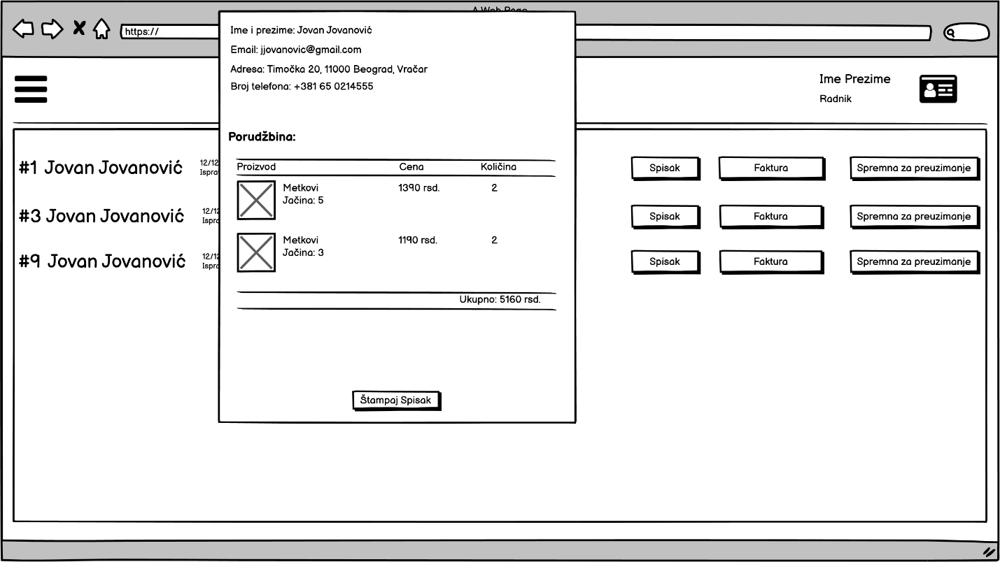 A Web Page
https://
Ime i prezime: Jovan Jovanović
Email: jjovanovic@gmail.com
Adresa: Timočka 20, 11000 Beograd, Vračar
Broj telefona: +381 65 0214555
Ime Prezime
Radnik
Porudžbina:
Proizvod Cena Količina
Metkovi 1390 rsd. 2
Jačina: 5
Metkovi 1190 rsd. 2
Jačina: 3
Ukupno: 5160 rsd.
Štampaj Spisak
#1 Jovan Jovanović 12/12
Spisak Faktura Spremna za preuzimanje
#3 Jovan Jovanović 12/12
Spisak Faktura Spremna za preuzimanje
#9 Jovan Jovanović 12/12
Spisak Faktura Spremna za preuzimanje